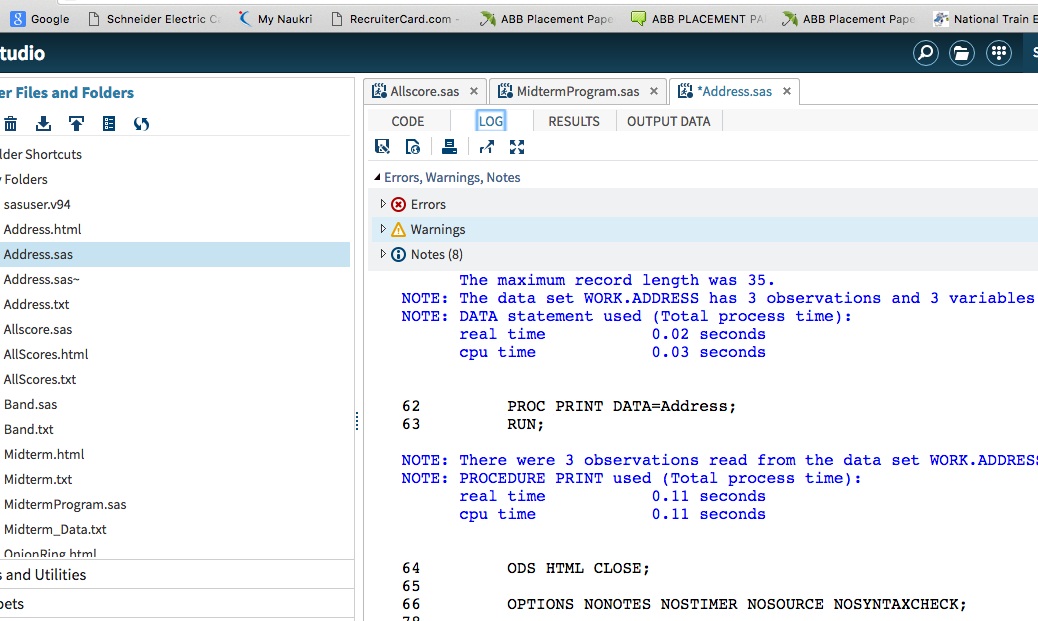 Google Schneider Electric C My Naukri RecruiterCard.com - ABB Placement Pape ABB PLACEMENT PA ABB Placement Pape National Train E
tudio
er Files and Folders
lder Shortcuts
Folders
sasuser.v94
Address.html
Address.sas
Address.sas~
Address.txt
Allscore.sas
AllScores.html
AllScores.txt
Band.sas
Band.txt
Midterm.html
Midterm.txt
MidtermProgram.sas
Midterm_Data.txt
OnionRing.html
s and Utilities
pets
Allscore.sas × MidtermProgram.sas × *Address.sas ×
CODE LOG RESULTS OUTPUT DATA
Errors, Warnings, Notes
Errors
Warnings
Notes (8)
The maximum record length was 35.
NOTE: The data set WORK.ADDRESS has 3 observations and 3 variables
NOTE: DATA statement used (Total process time):
real time 0.02 seconds
cpu time 0.03 seconds
62 PROC PRINT DATA=Address;
63 RUN;
NOTE: There were 3 observations read from the data set WORK.ADDRESS
NOTE: PROCEDURE PRINT used (Total process time):
real time 0.11 seconds
cpu time 0.11 seconds
64 ODS HTML CLOSE;
65
66 OPTIONS NONOTES NOSTIMER NOSOURCE NOSYNTAXCHECK;